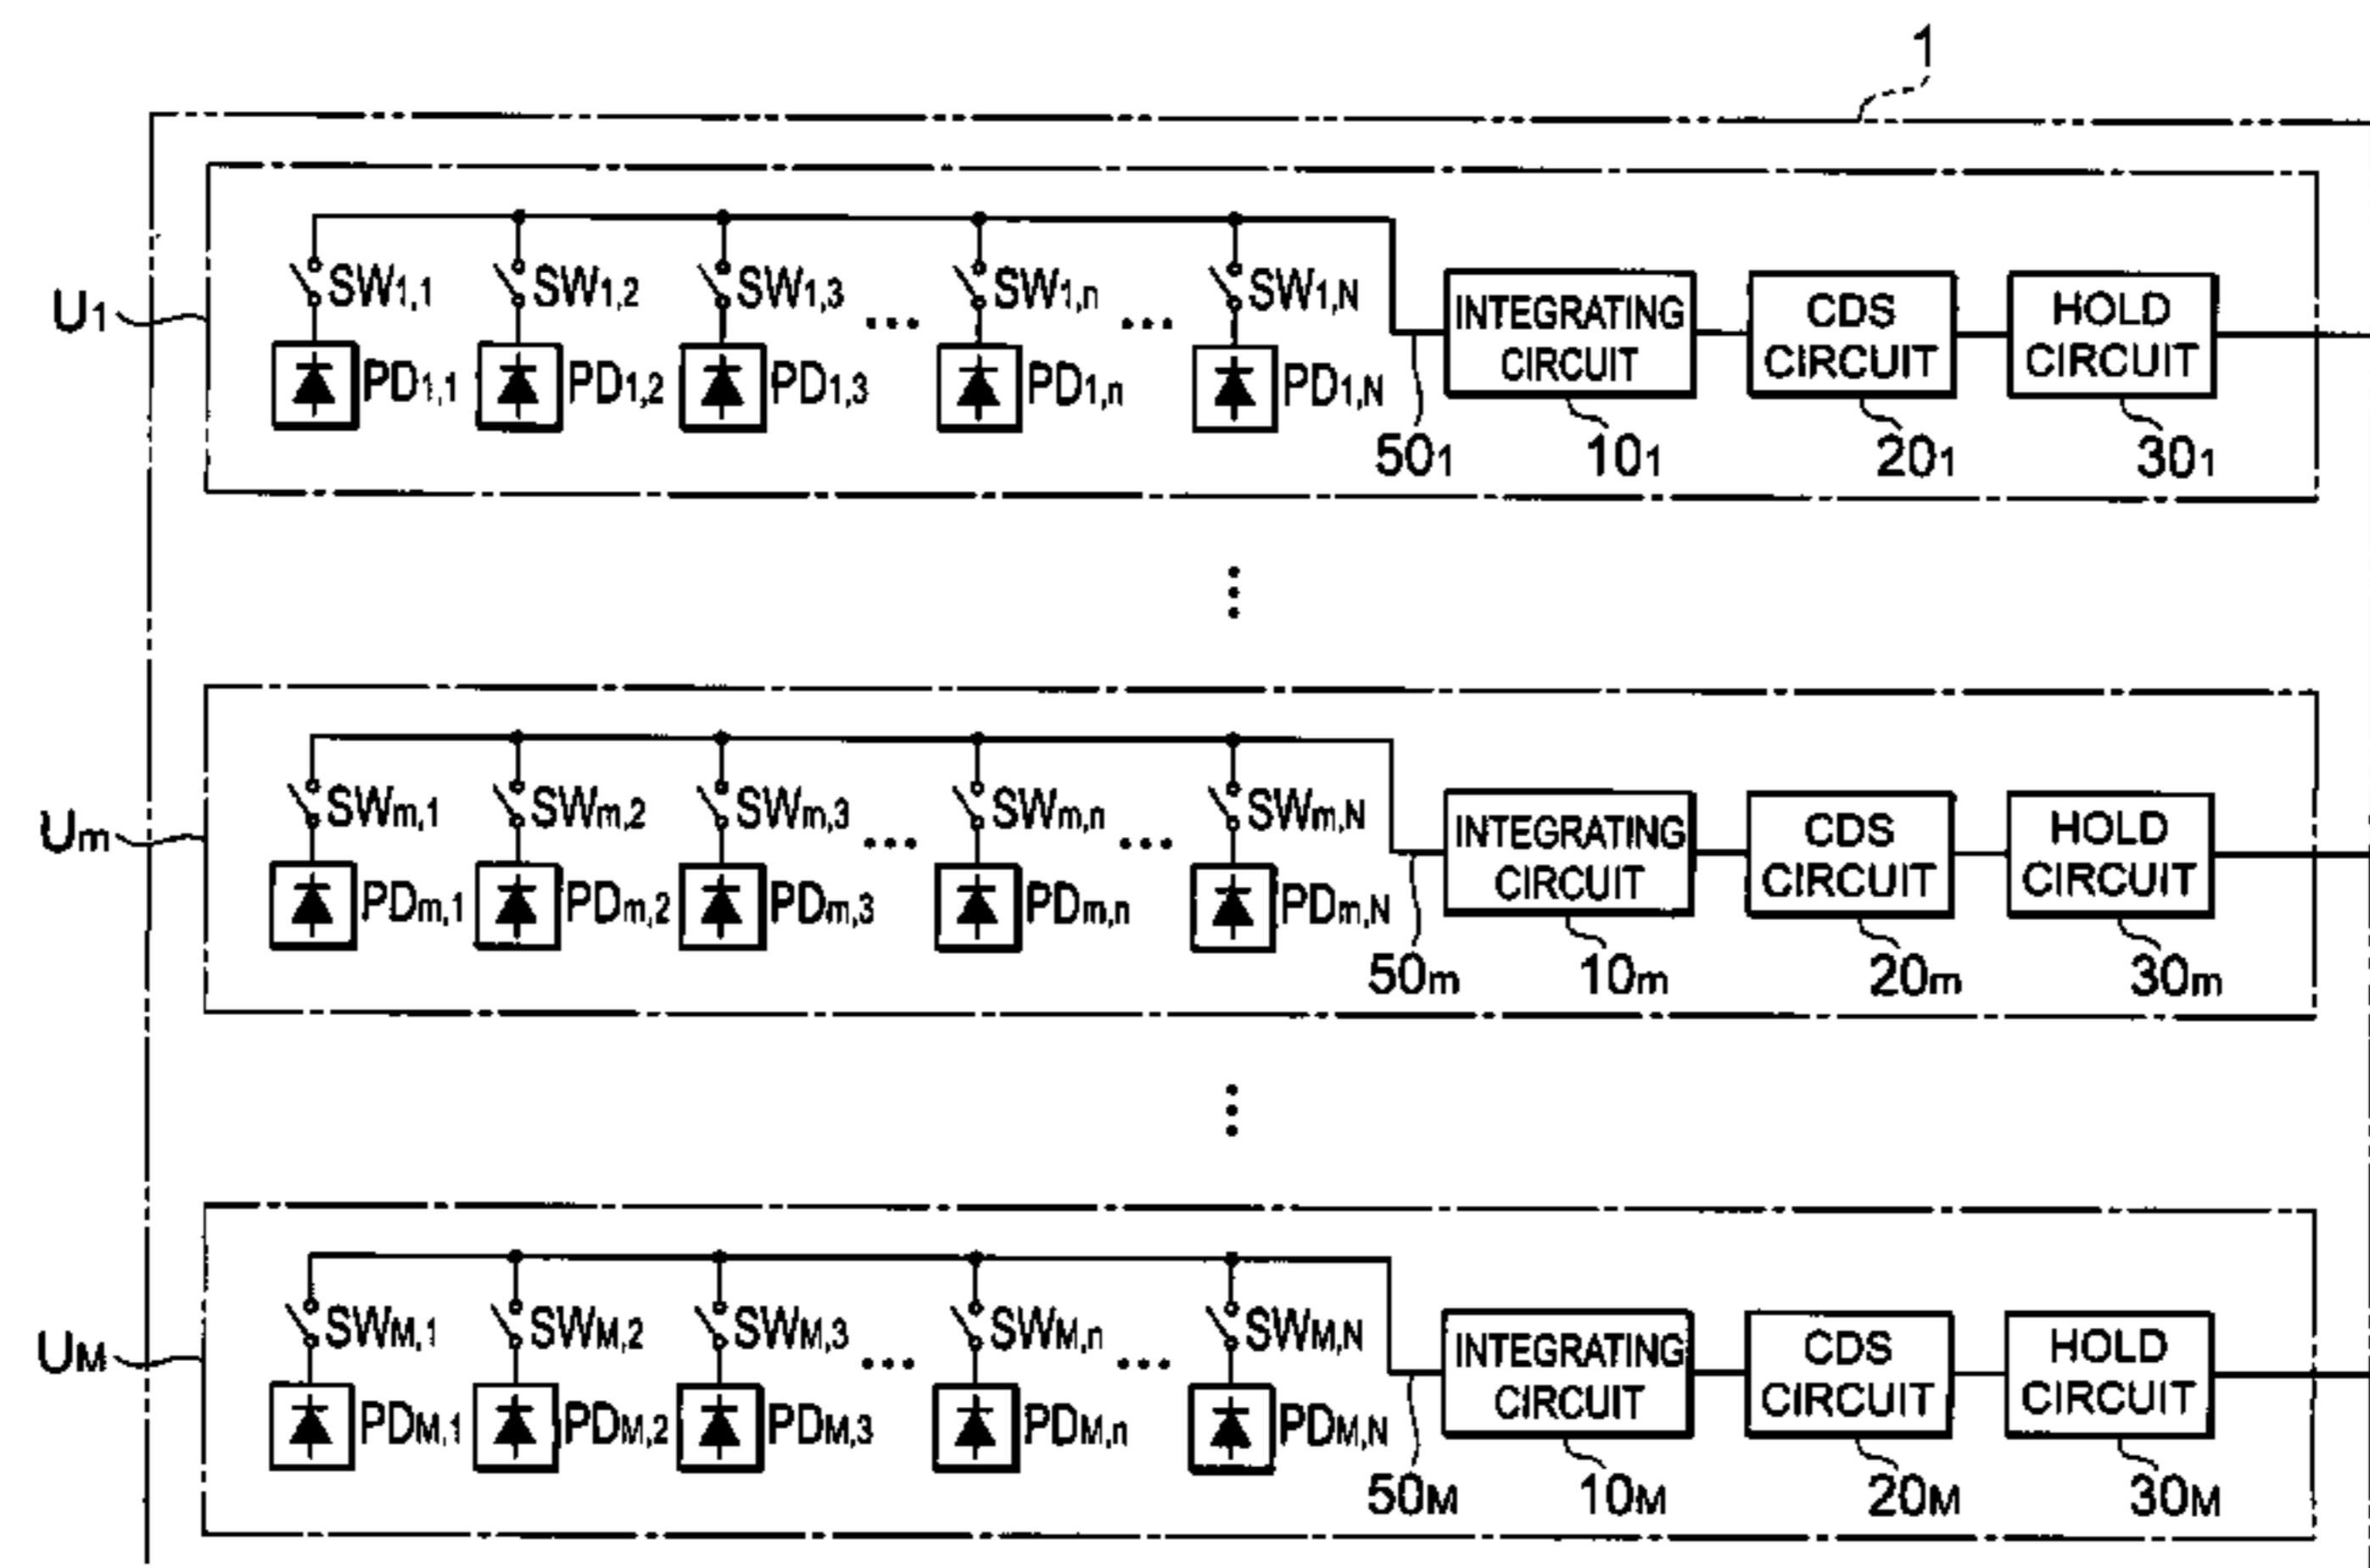 1
U1
SW1,1 SW1,2 SW1,3 ... SW1,n ... SW1,N
PD1,1 PD1,2 PD1,3 PD1,n PD1,N
INTEGRATING CIRCUIT
CDS CIRCUIT
HOLD CIRCUIT
501 101 201 301
Um
SWm,1 SWm,2 SWm,3 ... SWm,n ... SWm,N
PDm,1 PDm,2 PDm,3 PDm,n PDm,N
INTEGRATING CIRCUIT
CDS CIRCUIT
HOLD CIRCUIT
50m 10m 20m 30m
UM
SWM,1 SWM,2 SWM,3 ... SWM,n ... SWM,N
PDM,1 PDM,2 PDM,3 PDM,n PDM,N
INTEGRATING CIRCUIT
CDS CIRCUIT
HOLD CIRCUIT
50M 10M 20M 30M